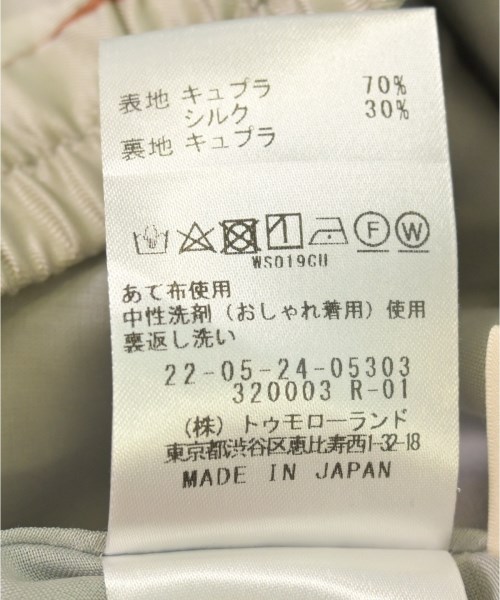 表地 キュプラ 70%
シルク 30%
裏地 キュプラ
F W
WS019CU
あて布使用
中性洗剤（おしゃれ着用）使用
裏返し洗い
22-05-24-05303
320003 R-01
（株）トゥモローランド
東京都渋谷区恵比寿西1-32-18
MADE IN JAPAN